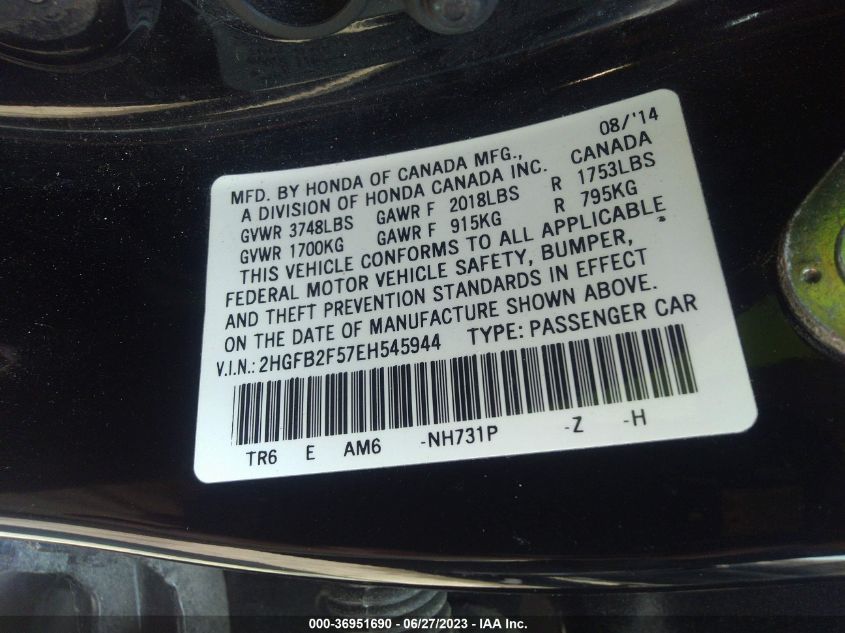 08/'14
MFD. BY HONDA OF CANADA MFG.,
A DIVISION OF HONDA CANADA INC. CANADA
GVWR 3748LBS GAWR F 2018LBS R 1753LBS
GVWR 1700KG GAWR F 915KG R 795KG
THIS VEHICLE CONFORMS TO ALL APPLICABLE
FEDERAL MOTOR VEHICLE SAFETY, BUMPER,
AND THEFT PREVENTION STANDARDS IN EFFECT
ON THE DATE OF MANUFACTURE SHOWN ABOVE.
V.I.N.: 2HGFB2F57EH545944 TYPE: PASSENGER CAR
TR6 E AM6 -NH731P -Z -H
000-36951690 - 06/27/2023 - IAA Inc.